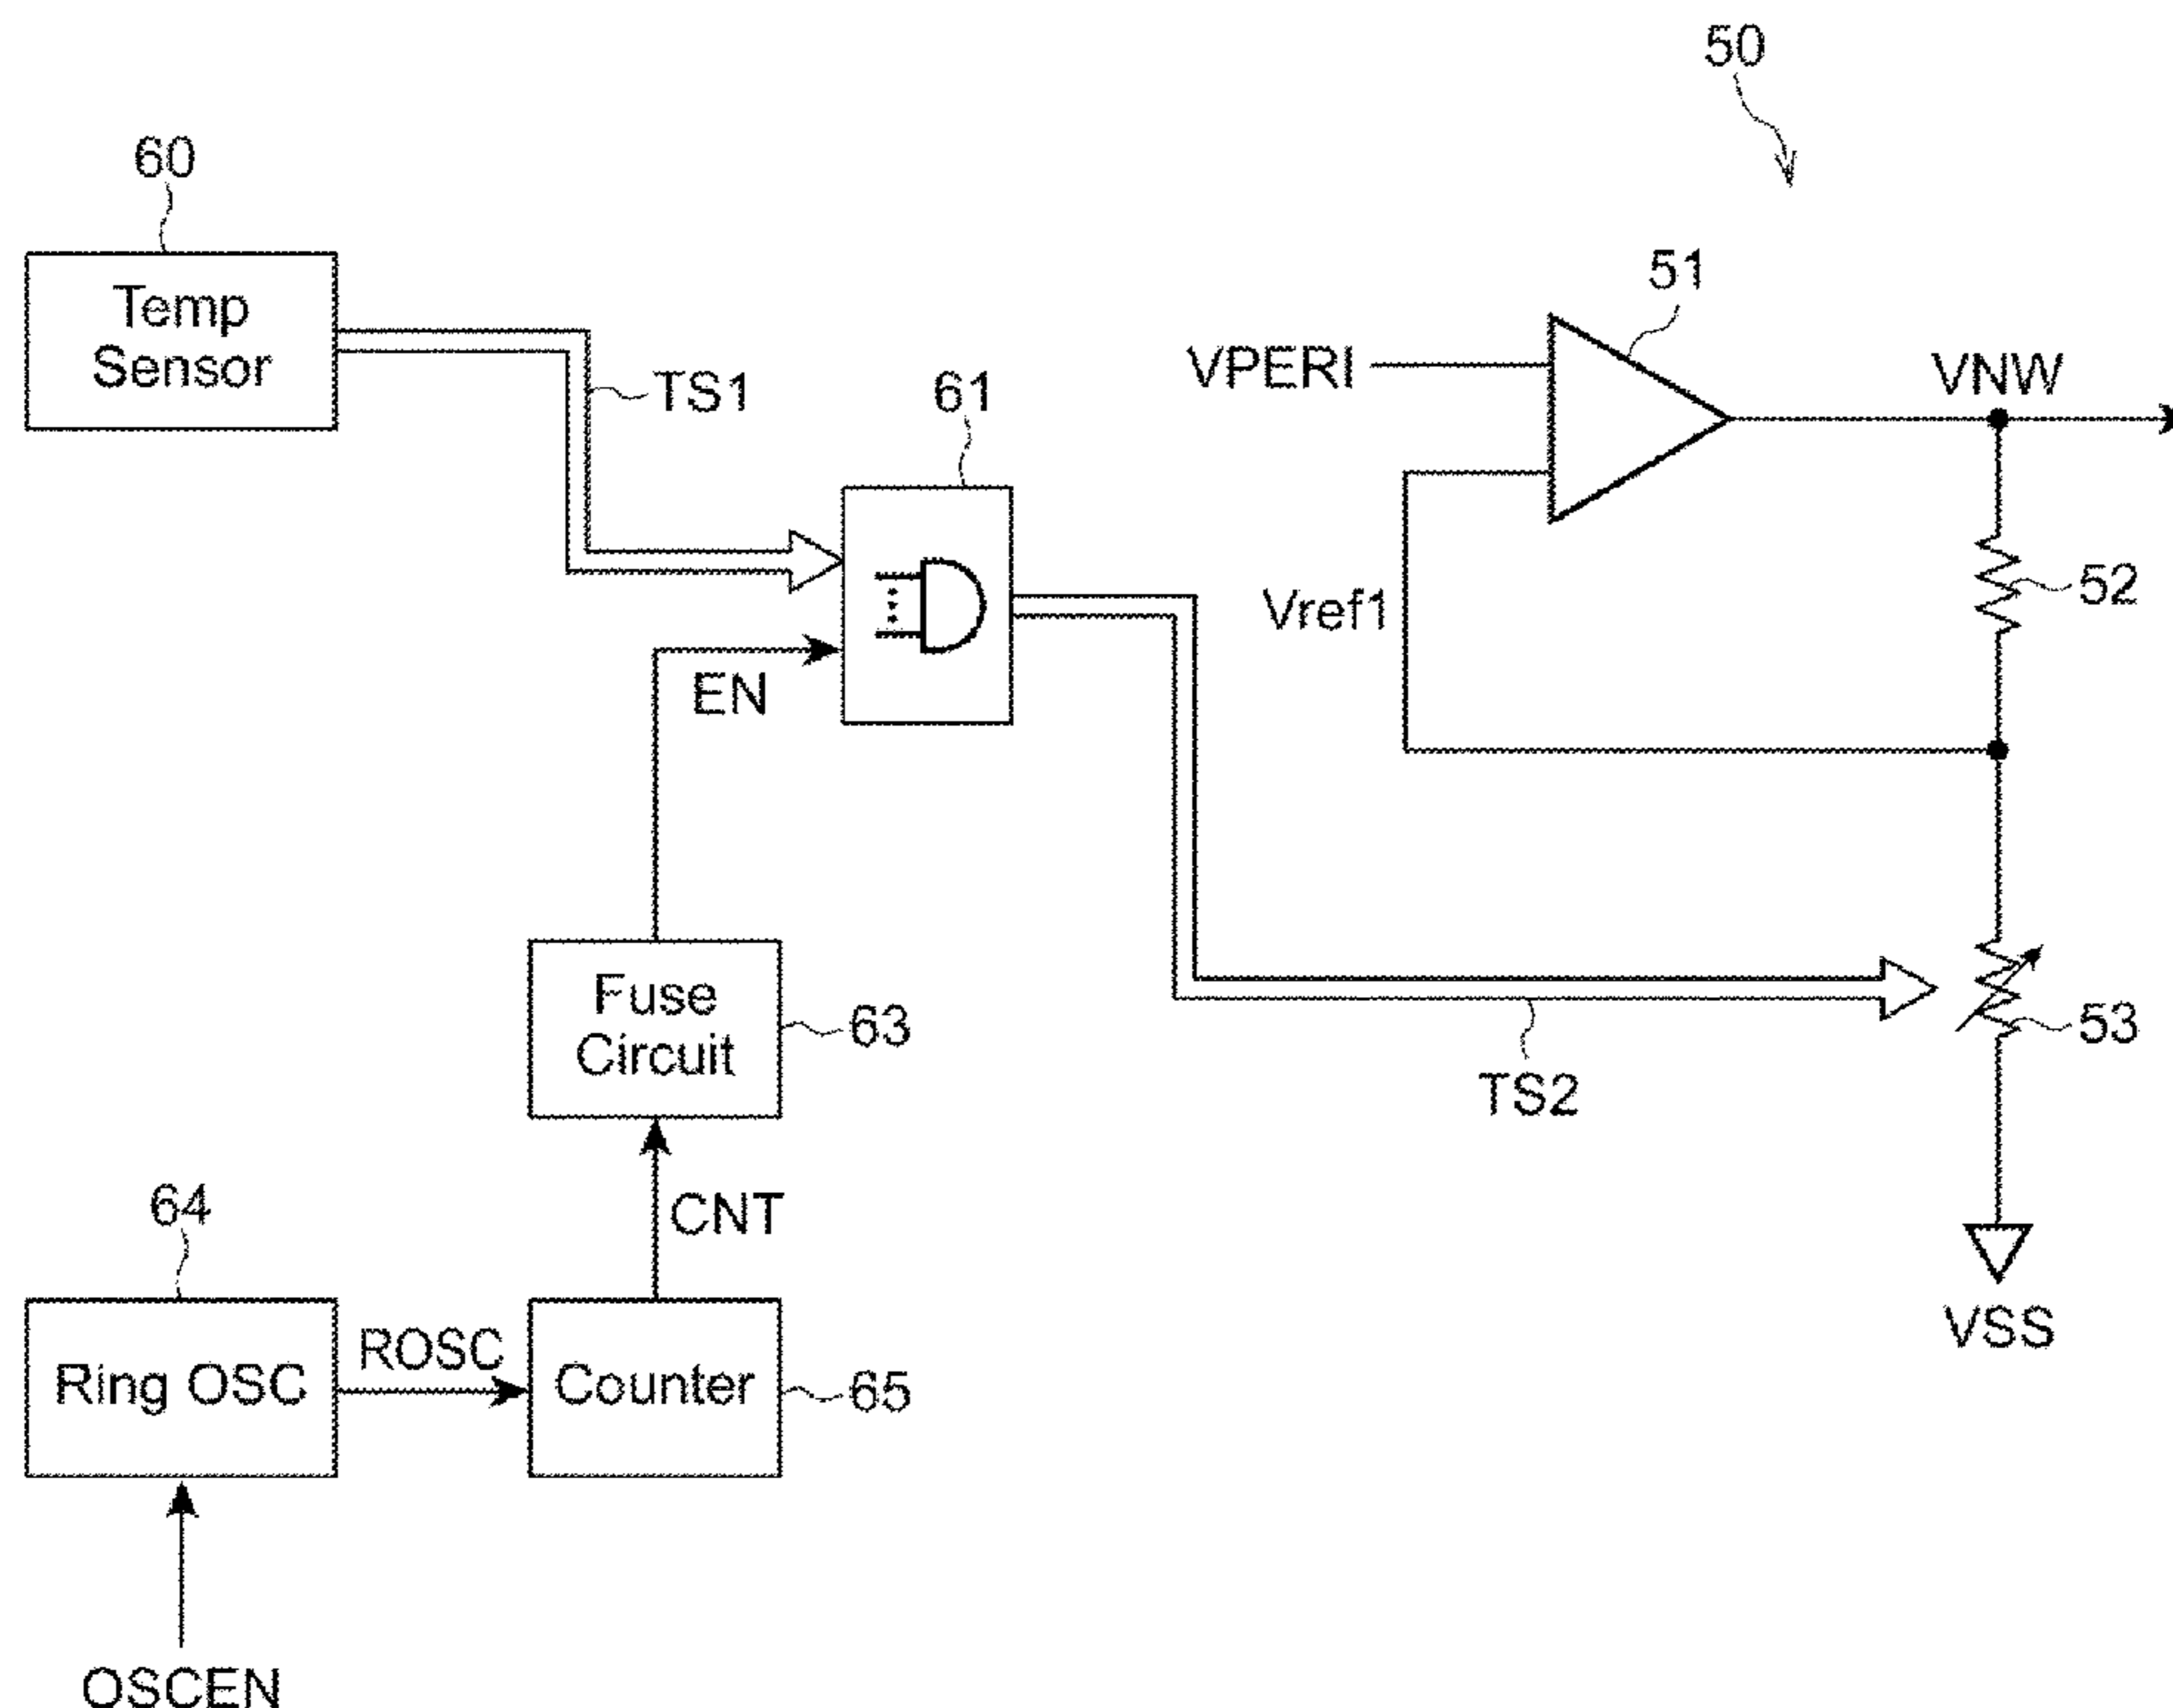 50
60
Temp
Sensor
TS1
51
VPERI
VNW
61
52
Vref1
EN
Fuse
Circuit
63
53
TS2
64
CNT
Ring OSC
ROSC
Counter
65
VSS
OSCEN